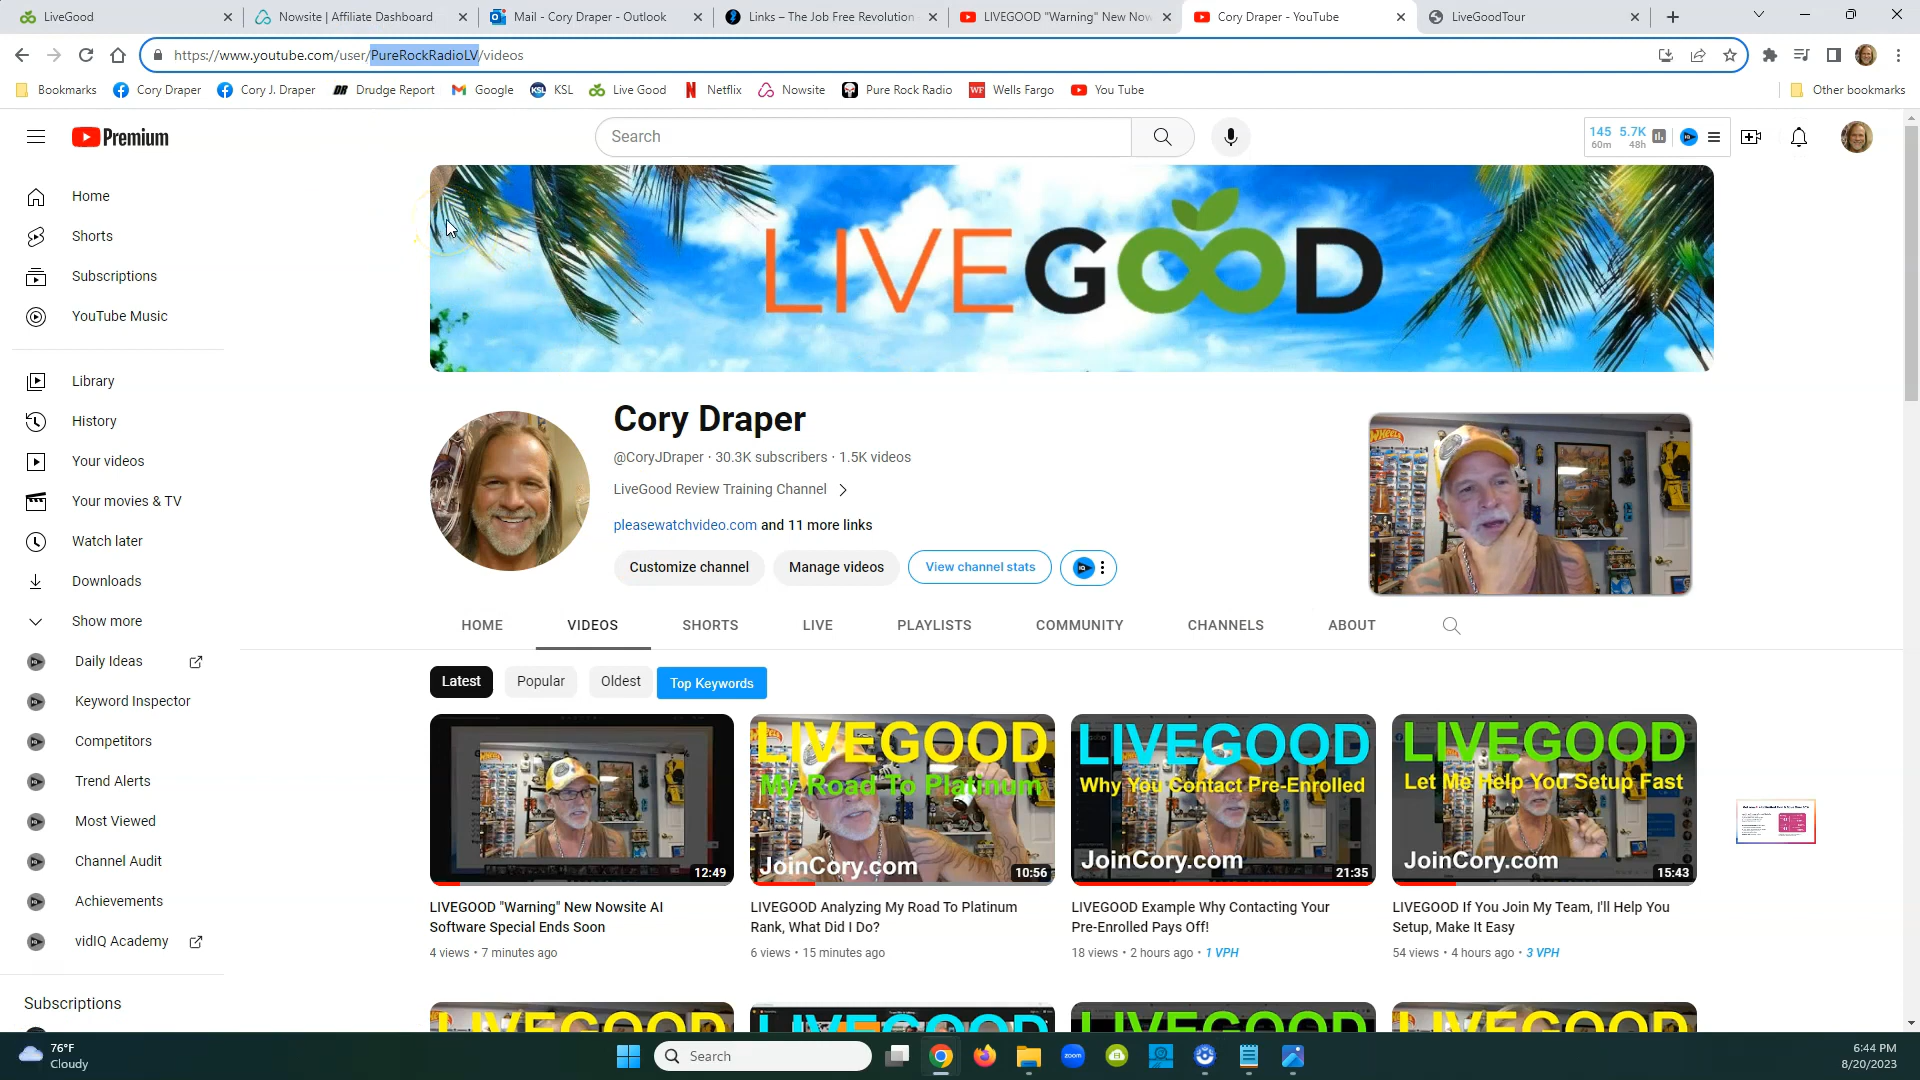 LiveGood
Nowsite | Affiliate Dashboard
Mail - Cory Draper - Outlook
Links – The Job Free Revolution
LIVEGOOD "Warning" New Now
Cory Draper - YouTube
LiveGoodTour
https://www.youtube.com/user/PureRockRadioLV/videos
Bookmarks
Cory Draper
Cory J. Draper
Drudge Report
Google
KSL
Live Good
Netflix
Nowsite
Pure Rock Radio
Wells Fargo
You Tube
Other bookmarks
Premium
Search
145 5.7K
60m 48h
Home
Shorts
Subscriptions
YouTube Music
Library
History
Your videos
Your movies & TV
Watch later
Downloads
Show more
Daily Ideas
Keyword Inspector
Competitors
Trend Alerts
Most Viewed
Channel Audit
Achievements
vidIQ Academy
Subscriptions
LIVEGOOD
Cory Draper
@CoryJDraper · 30.3K subscribers · 1.5K videos
LiveGood Review Training Channel
pleasewatchvideo.com and 11 more links
Customize channel
Manage videos
View channel stats
HOME
VIDEOS
SHORTS
LIVE
PLAYLISTS
COMMUNITY
CHANNELS
ABOUT
Latest
Popular
Oldest
Top Keywords
12:49
LIVEGOOD "Warning" New Nowsite AI
Software Special Ends Soon
4 views · 7 minutes ago
LIVEGOOD
My Road To Platinum
JoinCory.com
10:56
LIVEGOOD Analyzing My Road To Platinum
Rank, What Did I Do?
6 views · 15 minutes ago
LIVEGOOD
Why You Contact Pre-Enrolled
JoinCory.com
21:35
LIVEGOOD Example Why Contacting Your
Pre-Enrolled Pays Off!
18 views · 2 hours ago · 1 VPH
LIVEGOOD
Let Me Help You Setup Fast
JoinCory.com
15:43
LIVEGOOD If You Join My Team, I'll Help You
Setup, Make It Easy
54 views · 4 hours ago · 3 VPH
LIVEGOOD
LIVEGOOD
LIVEGOOD
LIVEGOOD
76°F
Cloudy
Search
zoom
6:44 PM
8/20/2023